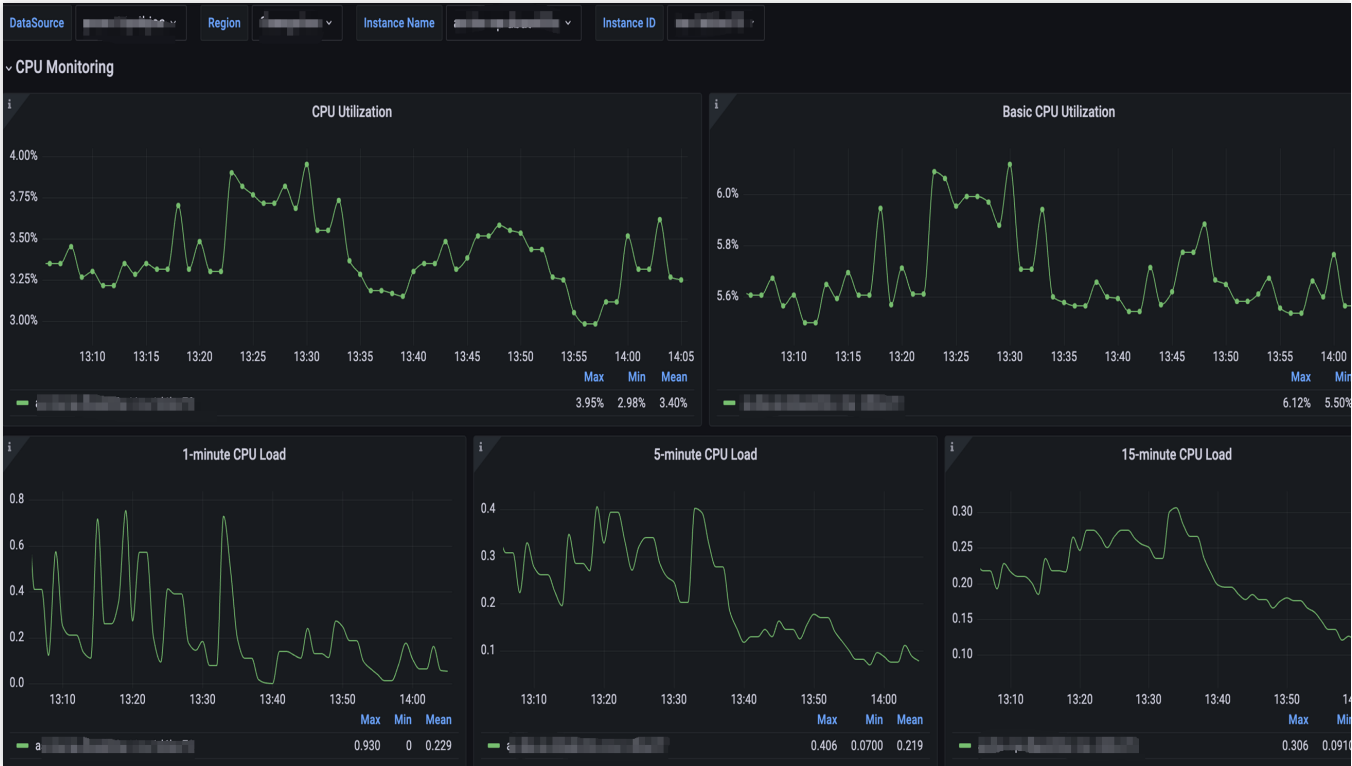 DataSource Region Instance Name Instance ID
CPU Monitoring
CPU Utilization
4.00%
3.75%
3.50%
3.25%
3.00%
13:10 13:15 13:20 13:25 13:30 13:35 13:40 13:45 13:50 13:55 14:00 14:05
Max Min Mean
3.95% 2.98% 3.40%
Basic CPU Utilization
6.0%
5.8%
5.6%
13:10 13:15 13:20 13:25 13:30 13:35 13:40 13:45 13:50 13:55 14:00
Max Min
6.12% 5.50%
1-minute CPU Load
0.8
0.6
0.4
0.2
0.0
13:10 13:20 13:30 13:40 13:50 14:00
Max Min Mean
0.930 0 0.229
5-minute CPU Load
0.4
0.3
0.2
0.1
13:10 13:20 13:30 13:40 13:50 14:00
Max Min Mean
0.406 0.0700 0.219
15-minute CPU Load
0.30
0.25
0.20
0.15
0.10
13:10 13:20 13:30 13:40 13:50
Max
0.306 0.0910